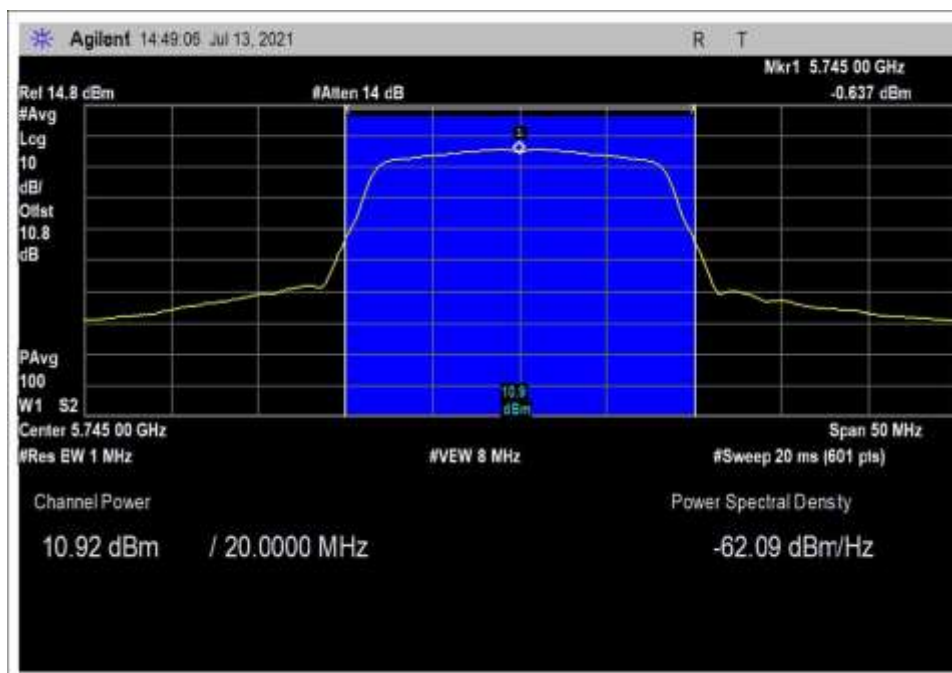 Agilent 14:49:06 Jul 13, 2021 R T
Mkr1 5.745 00 GHz
Ref 14.8 dBm #Atten 14 dB -0.637 dBm
#Avg
Log
10
dB/
Offst
10.8
dB
1
PAvg
100
10.9
dBm
W1 S2
Center 5.745 00 GHz Span 50 MHz
#Res BW 1 MHz #VBW 8 MHz #Sweep 20 ms (601 pts)
Channel Power Power Spectral Density
10.92 dBm / 20.0000 MHz -62.09 dBm/Hz